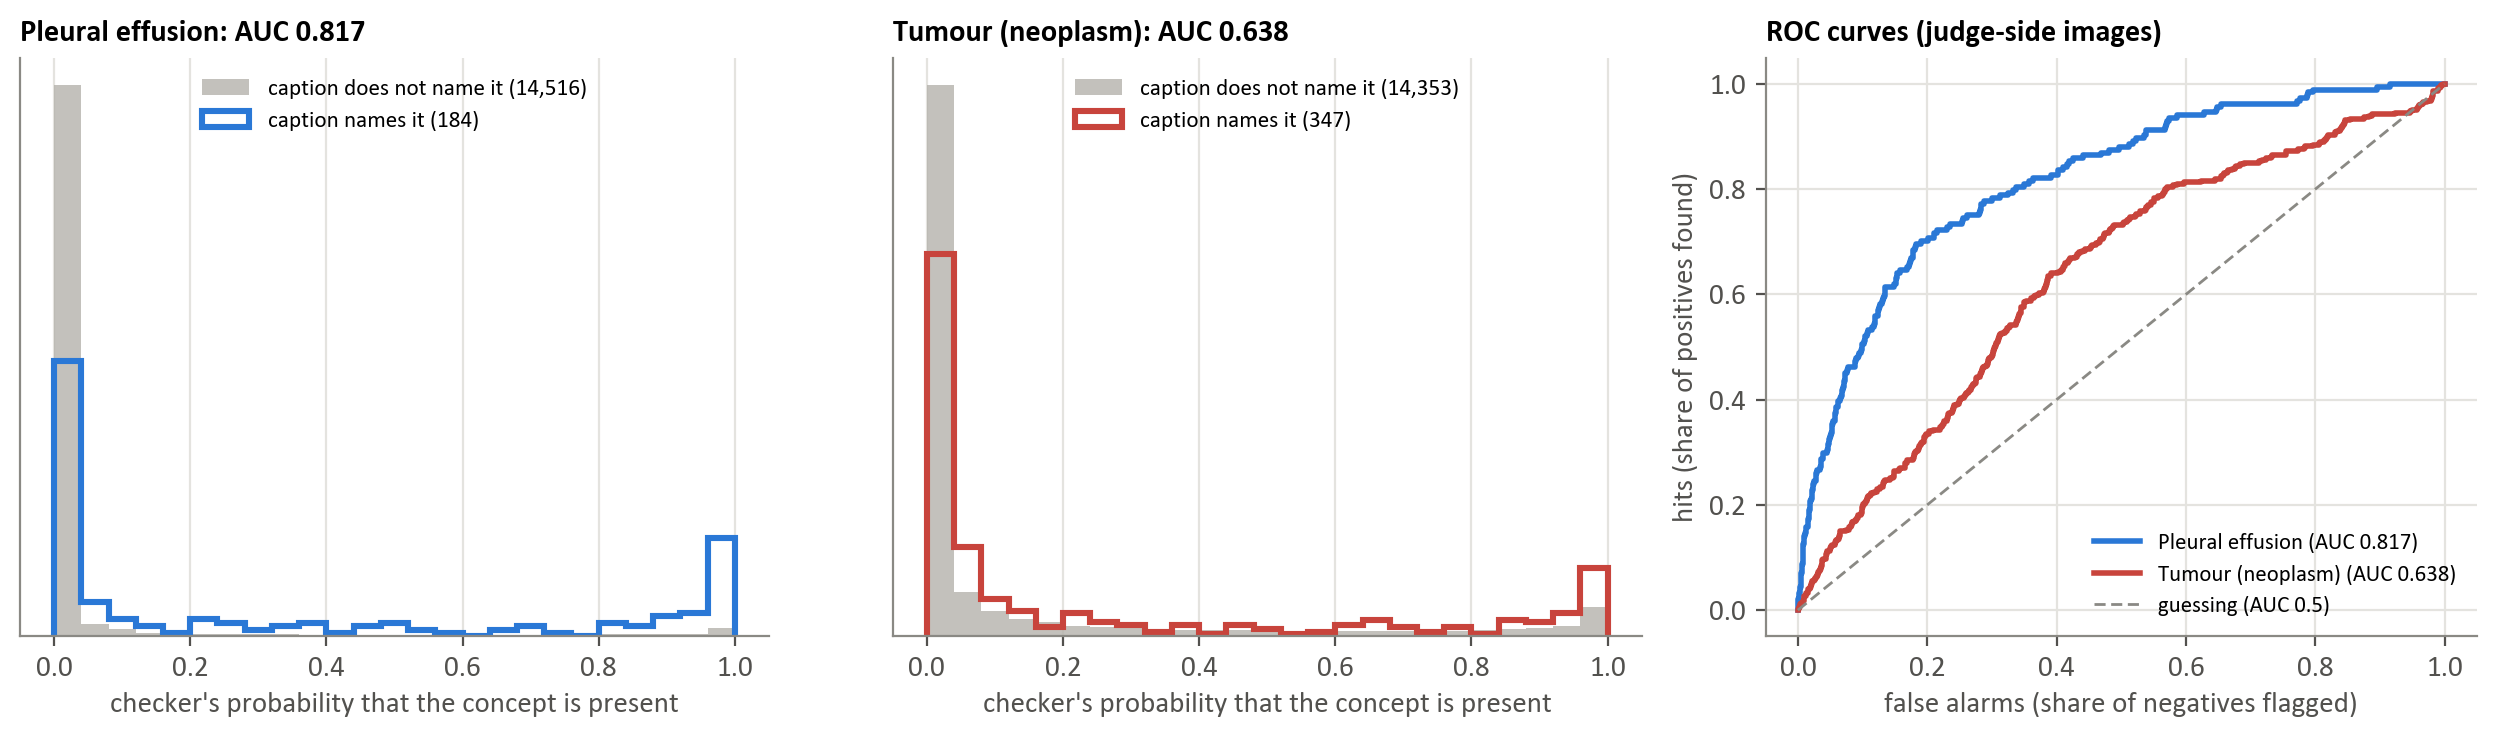 Pleural effusion: AUC 0.817
caption does not name it (14,516)
caption names it (184)
0.0 0.2 0.4 0.6 0.8 1.0
checker's probability that the concept is present
Tumour (neoplasm): AUC 0.638
caption does not name it (14,353)
caption names it (347)
0.0 0.2 0.4 0.6 0.8 1.0
checker's probability that the concept is present
ROC curves (judge-side images)
hits (share of positives found)
1.0
0.8
0.6
0.4
0.2
0.0
Pleural effusion (AUC 0.817)
Tumour (neoplasm) (AUC 0.638)
guessing (AUC 0.5)
0.0 0.2 0.4 0.6 0.8 1.0
false alarms (share of negatives flagged)